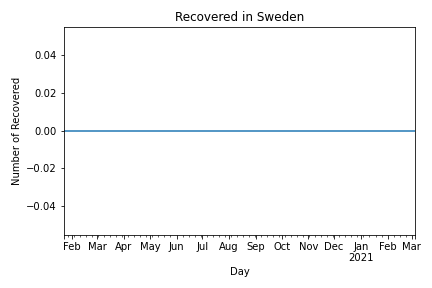 Recovered in Sweden
Number of Recovered
0.04
0.02
0.00
−0.02
−0.04
Feb Mar Apr May Jun Jul Aug Sep Oct Nov Dec Jan Feb Mar
2021
Day